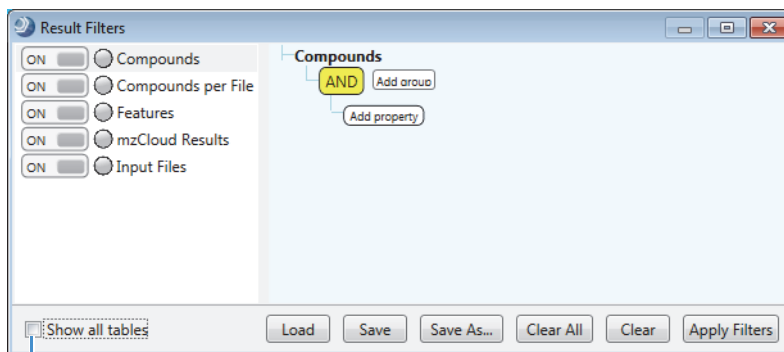 Result Filters
ON Compounds
ON Compounds per File
ON Features
ON mzCloud Results
ON Input Files
Compounds
AND Add group
Add property
Show all tables Load Save Save As... Clear All Clear Apply Filters